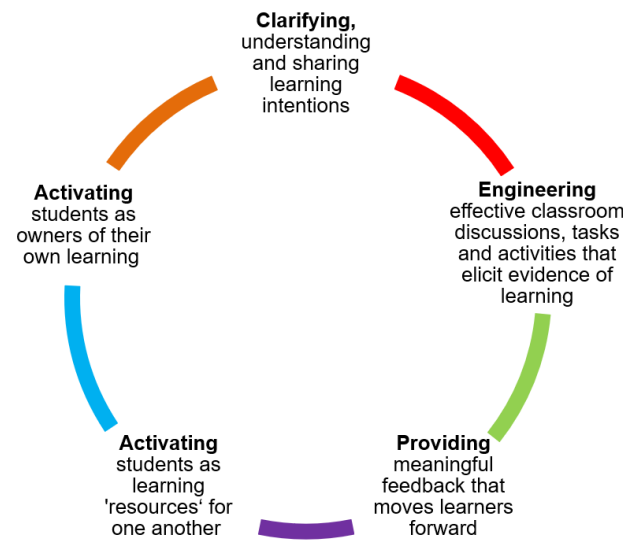 Clarifying,
understanding
and sharing
learning
intentions
Engineering
effective classroom
discussions, tasks
and activities that
elicit evidence of
learning
Providing
meaningful
feedback that
moves learners
forward
Activating
students as
learning
'resources‘ for
one another
Activating
students as
owners of their
own learning